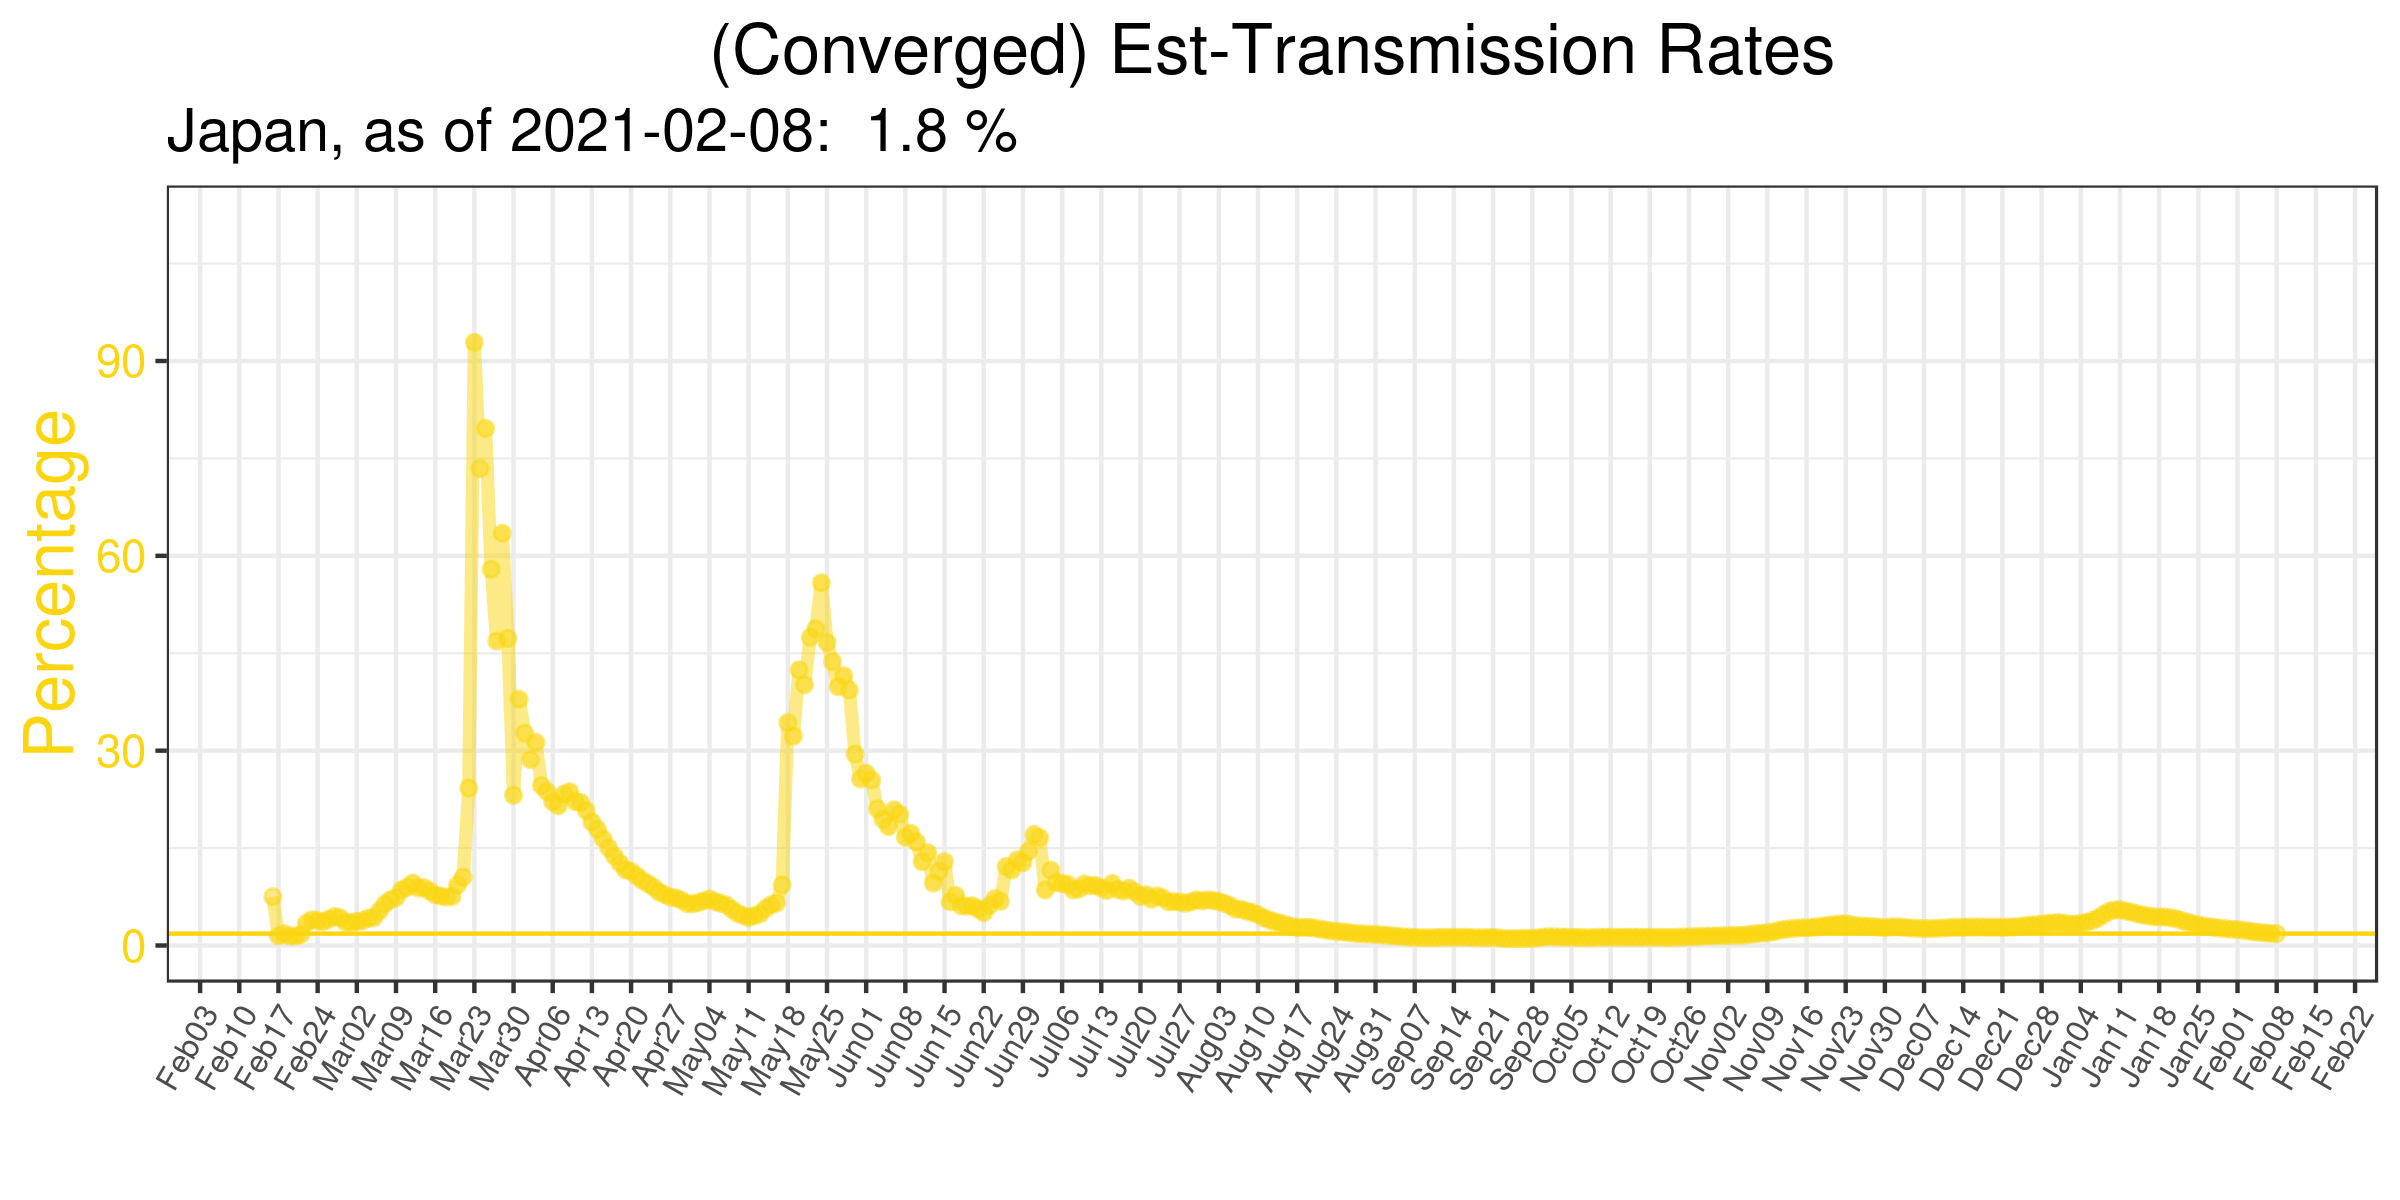 (Converged) Est-Transmission Rates
Japan, as of 2021-02-08: 1.8 %
Percentage
90
60
30
0
Feb03
Feb10
Feb17
Feb24
Mar02
Mar09
Mar16
Mar23
Mar30
Apr06
Apr13
Apr20
Apr27
May04
May11
May18
May25
Jun01
Jun08
Jun15
Jun22
Jun29
Jul06
Jul13
Jul20
Jul27
Aug03
Aug10
Aug17
Aug24
Aug31
Sep07
Sep14
Sep21
Sep28
Oct05
Oct12
Oct19
Oct26
Nov02
Nov09
Nov16
Nov23
Nov30
Dec07
Dec14
Dec21
Dec28
Jan04
Jan11
Jan18
Jan25
Feb01
Feb08
Feb15
Feb22